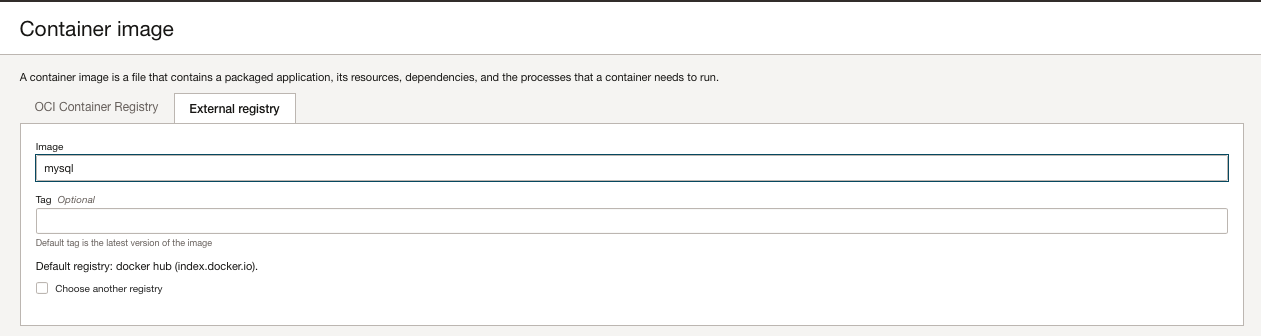 Container image
A container image is a file that contains a packaged application, its resources, dependencies, and the processes that a container needs to run.
OCI Container Registry
External registry
Image
mysql
Tag Optional
Default tag is the latest version of the image
Default registry: docker hub (index.docker.io).
Choose another registry